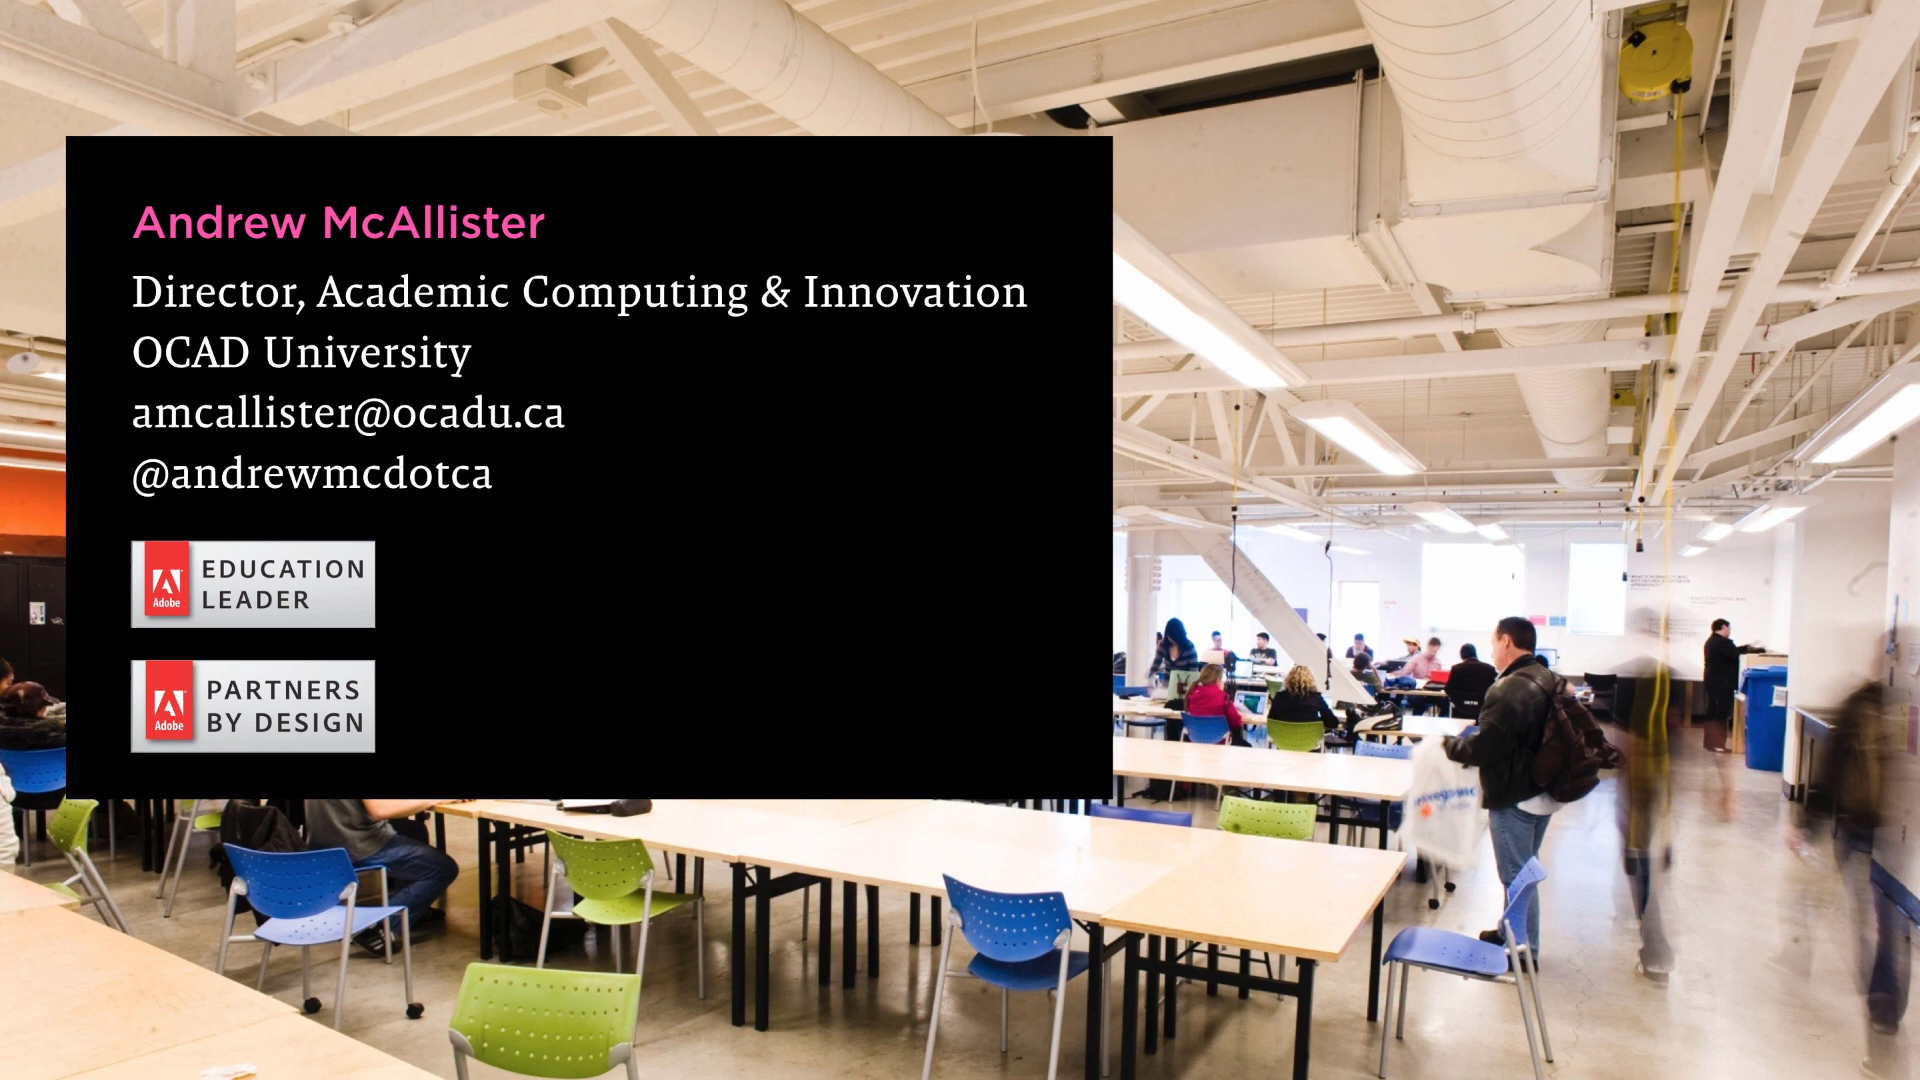 Andrew McAllister
Director, Academic Computing & Innovation
OCAD University
amcallister@ocadu.ca
@andrewmcdotca
Adobe
EDUCATION
LEADER
Adobe
PARTNERS
BY DESIGN